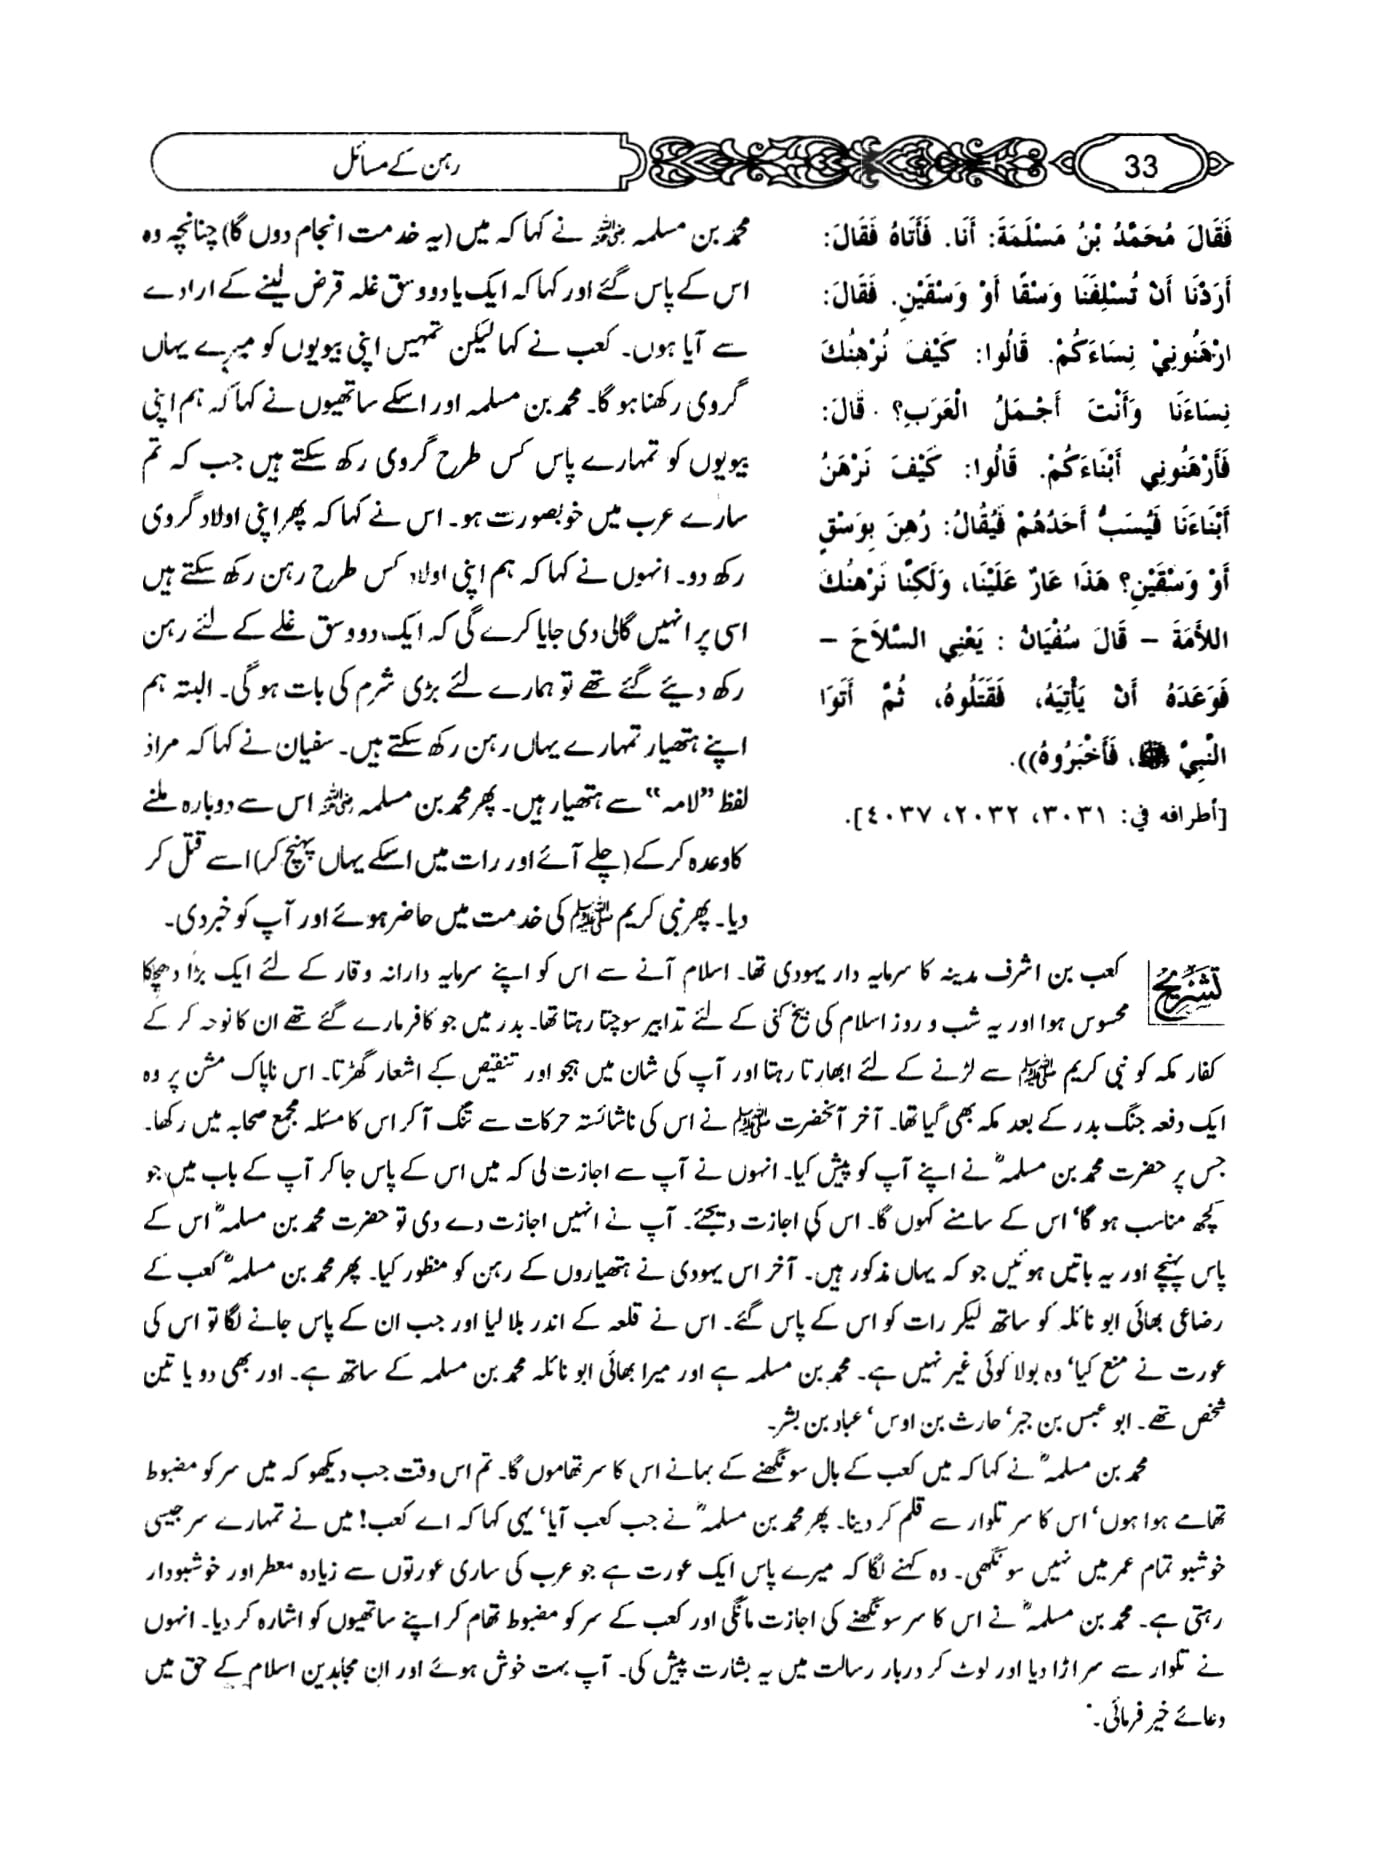 33
رہن کے مسائل
فَقَالَ مُحَمَّدُ بْنُ مَسْلَمَةَ: أَنَا. فَأَتَاهُ فَقَالَ:
أَرَدْنَا أَنْ تُسْلِفَنَا وَسْقًا أَوْ وَسْقَيْنِ. فَقَالَ:
ارْهَنُونِيْ نِسَاءَكُمْ. قَالُوا: كَيْفَ نُرْهِنُكَ
نِسَاءَنَا وَأَنْتَ أَجْمَلُ الْعَرَبِ؟ قَالَ:
فَأَرْهَنُونِي أَبْنَاءَكُمْ. قَالُوا: كَيْفَ نَرْهَنُ
أَبْنَاءَنَا فَيُسَبُّ أَحَدُهُمْ فَيُقَالُ: رُهِنَ بِوَسْقٍ
أَوْ وَسْقَيْنِ؟ هَذَا عَارٌ عَلَيْنَا، وَلَكِنَّا نَرْهَنُكَ
اللأْمَةَ – قَالَ سُفْيَانُ : يَعْنِي السِّلاَحَ –
فَوَعَدَهُ أَنْ يَأْتِيَهُ، فَقَتَلُوهُ، ثُمَّ أَتَوَا
النَّبِيَّ ﷺ، فَأَخْبَرُوهُ)).
[أطرافه في: ٣٠٣١، ٢٠٣٢، ٤٠٣٧].
محمد بن مسلمہ رضی اللہ عنہ نے کہا کہ میں (یہ خدمت انجام دوں گا) چنانچہ وہ
اس کے پاس گئے اور کہا کہ ایک یا دو وسق غلہ قرض لینے کے ارادے
سے آیا ہوں۔ کعب نے کہا لیکن تمہیں اپنی بیویوں کو میرے یہاں
گروی رکھنا ہو گا۔ محمد بن مسلمہ اور اسکے ساتھیوں نے کہا کہ ہم اپنی
بیویوں کو تمہارے پاس کس طرح گروی رکھ سکتے ہیں جب کہ تم
سارے عرب میں خوبصورت ہو۔ اس نے کہا کہ پھر اپنی اولاد گروی
رکھ دو۔ انہوں نے کہا کہ ہم اپنی اولاد کس طرح رہن رکھ سکتے ہیں
اسی پر انہیں گالی دی جایا کرے گی کہ ایک دو وسق غلے کے لئے رہن
رکھ دیئے گئے تھے تو ہمارے لئے بڑی شرم کی بات ہو گی۔ البتہ ہم
اپنے ہتھیار تمہارے یہاں رہن رکھ سکتے ہیں۔ سفیان نے کہا کہ مراد
لفظ ”لامہ“ سے ہتھیار ہیں۔ پھر محمد بن مسلمہ رضی اللہ عنہ اس سے دوبارہ ملنے
کا وعدہ کر کے (چلے آئے اور رات میں اسکے یہاں پہنچ کر) اسے قتل کر
دیا۔ پھر نبی کریم ﷺ کی خدمت میں حاضر ہوئے اور آپ کو خبر دی۔
تشریح
کعب بن اشرف مدینہ کا سرمایہ دار یہودی تھا۔ اسلام آنے سے اس کو اپنے سرمایہ دارانہ وقار کے لئے ایک بڑا دھچکا
محسوس ہوا اور یہ شب و روز اسلام کی بیخ کنی کے لئے تدابیر سوچتا رہتا تھا۔ بدر میں جو کافر مارے گئے تھے ان کا نوحہ کر کے
کفار مکہ کو نبی کریم ﷺ سے لڑنے کے لئے ابھارتا رہتا اور آپ کی شان میں ہجو اور تنقیص کے اشعار گھڑتا۔ اس ناپاک مشن پر وہ
ایک دفعہ جنگ بدر کے بعد مکہ بھی گیا تھا۔ آخر آنحضرت ﷺ نے اس کی ناشائستہ حرکات سے تنگ آ کر اس کا مسئلہ مجمع صحابہ میں رکھا۔
جس پر حضرت محمد بن مسلمہؓ نے اپنے آپ کو پیش کیا۔ انہوں نے آپ سے اجازت لی کہ میں اس کے پاس جا کر آپ کے باب میں جو
کچھ مناسب ہو گا‘ اس کے سامنے کہوں گا۔ اس کی اجازت دیجئے۔ آپ نے انہیں اجازت دے دی تو حضرت محمد بن مسلمہؓ اس کے
پاس پہنچے اور یہ باتیں ہوئیں جو کہ یہاں مذکور ہیں۔ آخر اس یہودی نے ہتھیاروں کے رہن کو منظور کیا۔ پھر محمد بن مسلمہؓ کعب کے
رضاعی بھائی ابو نائلہ کو ساتھ لیکر رات کو اس کے پاس گئے۔ اس نے قلعہ کے اندر بلا لیا اور جب ان کے پاس جانے لگا تو اس کی
عورت نے منع کیا‘ وہ بولا کوئی غیر نہیں ہے۔ محمد بن مسلمہ ہے اور میرا بھائی ابو نائلہ محمد بن مسلمہ کے ساتھ ہے۔ اور بھی دو یا تین
شخص تھے۔ ابو عبس بن جبر‘ حارث بن اوس‘ عباد بن بشر۔
محمد بن مسلمہؓ نے کہا کہ میں کعب کے بال سونگھنے کے بہانے اس کا سر تھاموں گا۔ تم اس وقت جب دیکھو کہ میں سر کو مضبوط
تھامے ہوا ہوں‘ اس کا سر تلوار سے قلم کر دینا۔ پھر محمد بن مسلمہؓ نے جب کعب آیا‘ یہی کہا کہ اے کعب! میں نے تمہارے سر جیسی
خوشبو تمام عمر میں نہیں سونگھی۔ وہ کہنے لگا کہ میرے پاس ایک عورت ہے جو عرب کی ساری عورتوں سے زیادہ معطر اور خوشبودار
رہتی ہے۔ محمد بن مسلمہؓ نے اس کا سر سونگھنے کی اجازت مانگی اور کعب کے سر کو مضبوط تھام کر اپنے ساتھیوں کو اشارہ کر دیا۔ انہوں
نے تلوار سے سر اڑا دیا اور لوٹ کر دربار رسالت میں یہ بشارت پیش کی۔ آپ بہت خوش ہوئے اور ان مجاہدین اسلام کے حق میں
دعائے خیر فرمائی۔